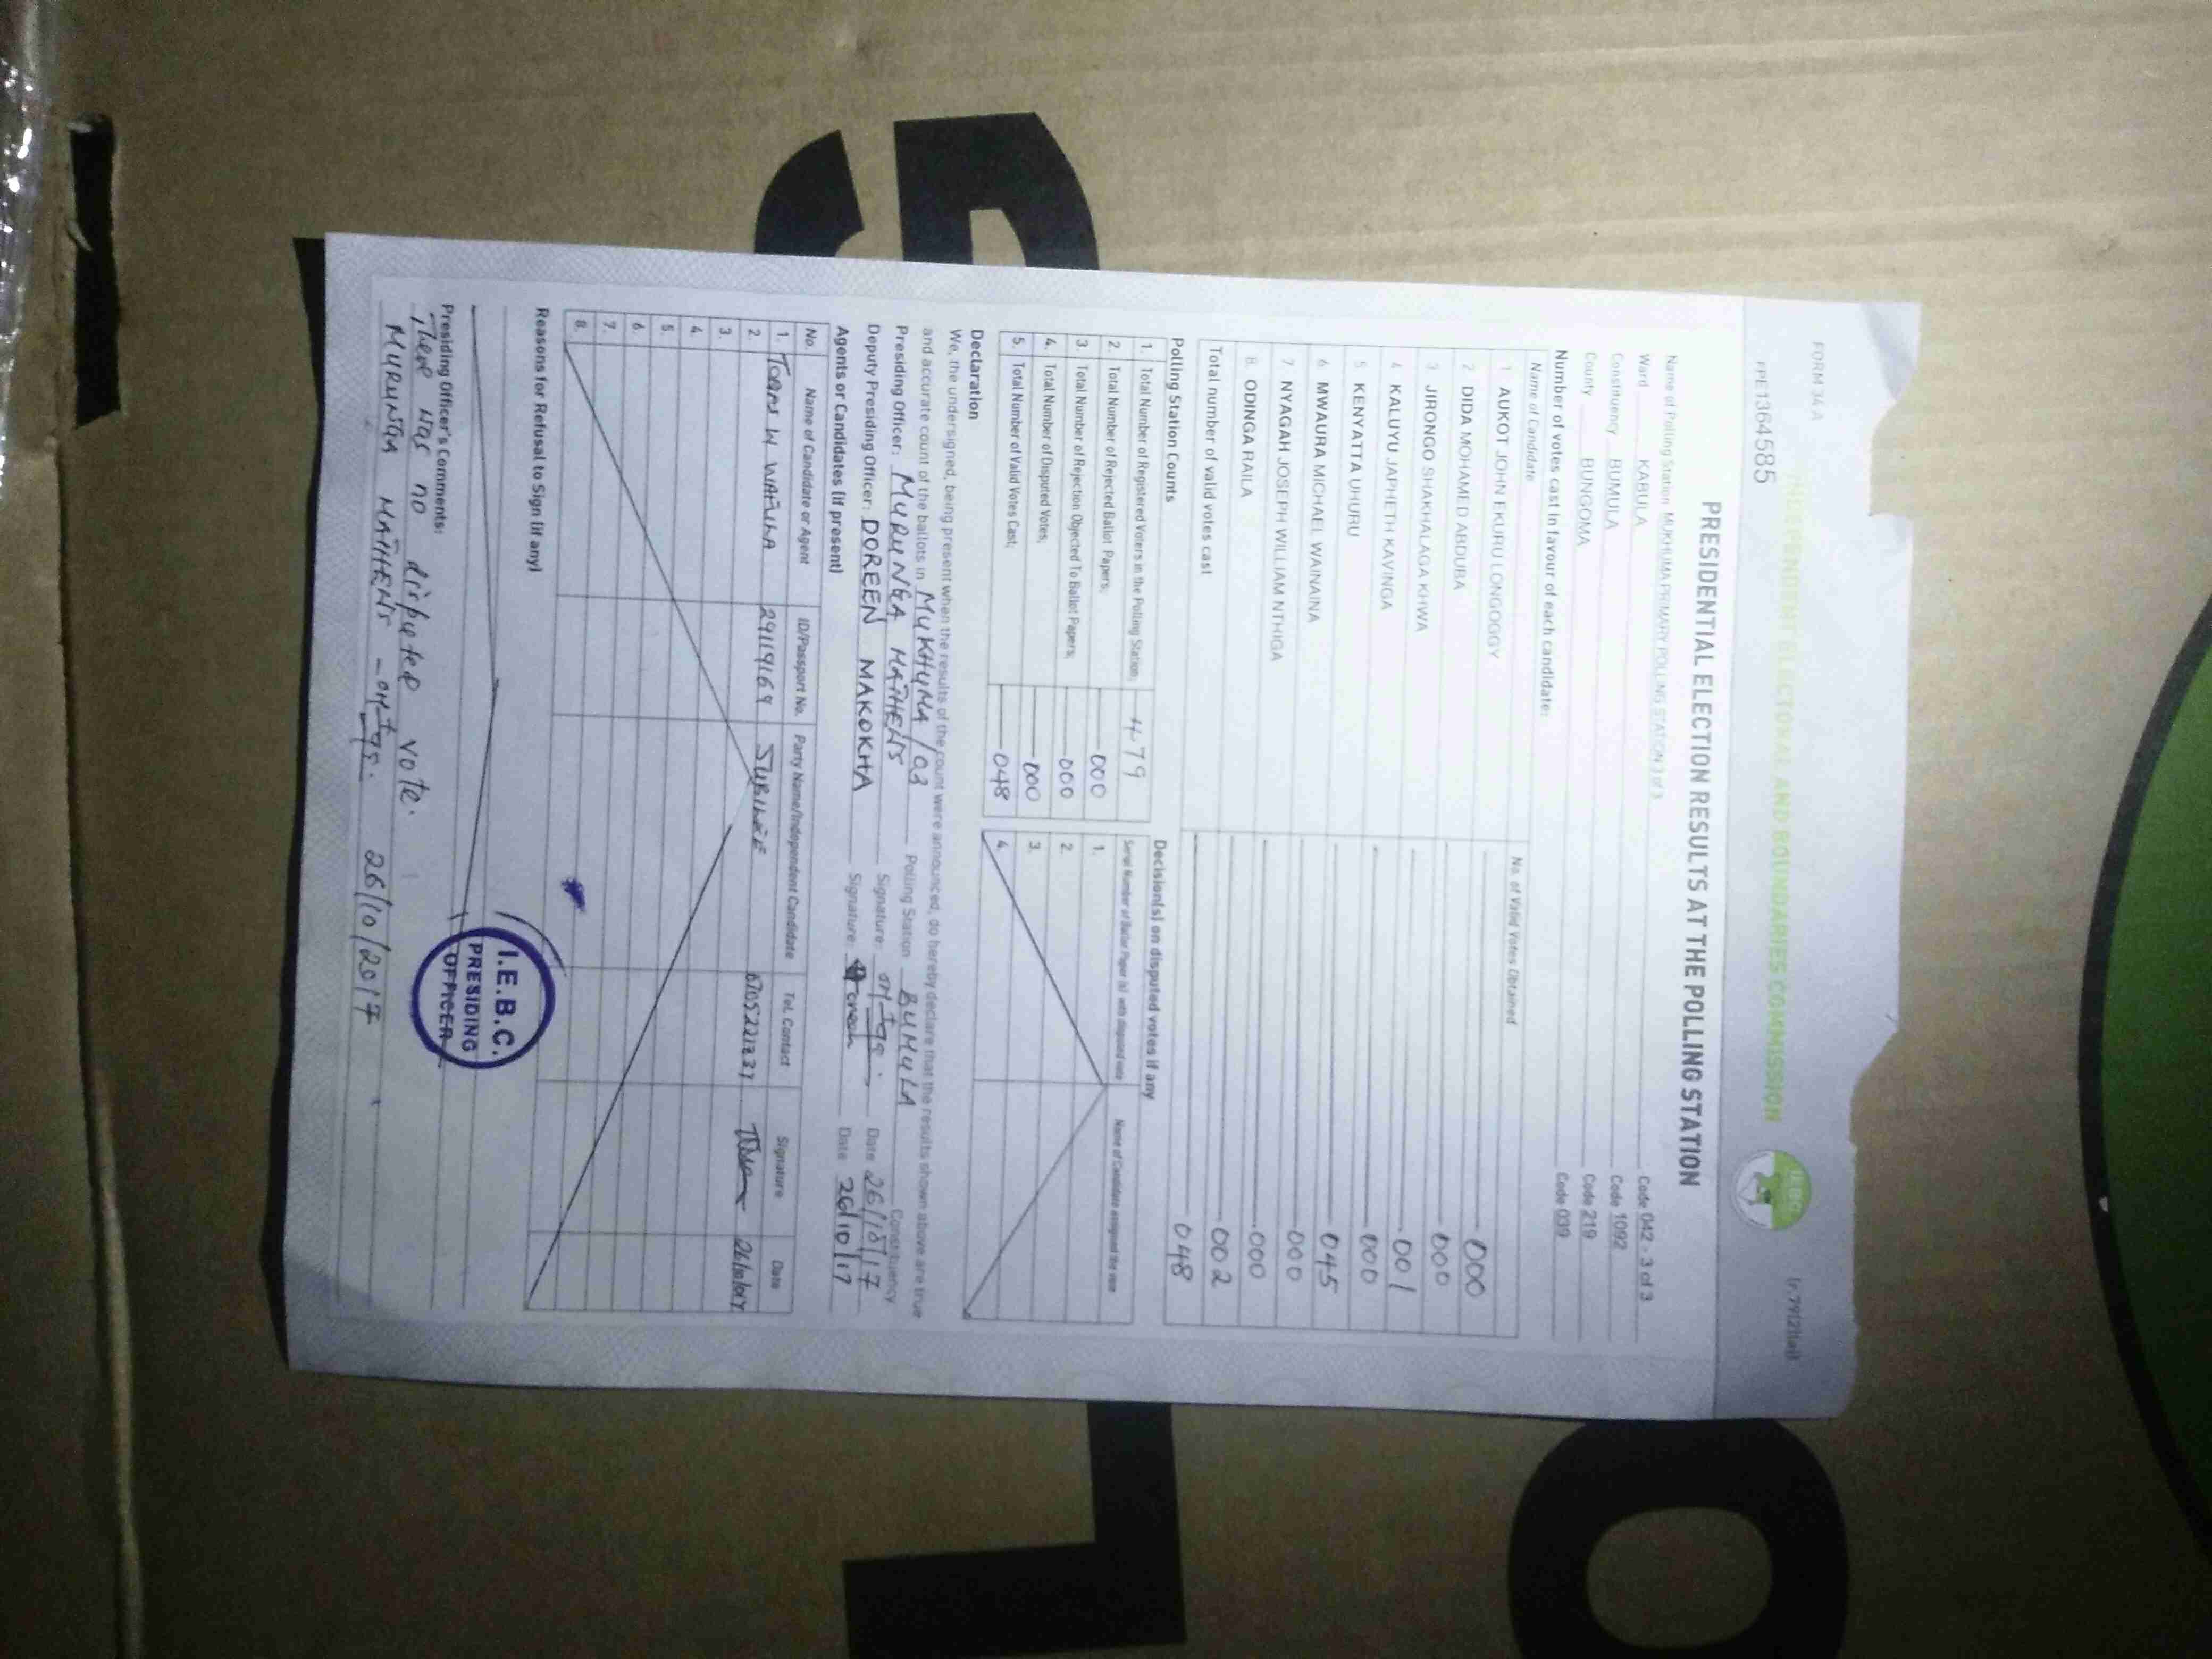 FORM 34 A
INDEPENDENT ELECTORAL AND BOUNDARIES COMMISSION
PRE1364585
PRESIDENTIAL ELECTION RESULTS AT THE POLLING STATION
Name of Polling Station MUKHUMA PRIMARY POLLING STATION 3 of 3 Code 042 - 3 of 3
Ward KABULA Code 1092
Constituency BUMULA Code 219
County BUNGOMA Code 039
Number of votes cast in favour of each candidate:
Name of Candidate No. of Valid Votes Obtained
1 AUKOT JOHN EKURU LONGOGGY 000
2 DIDA MOHAMED ABDUBA 000
3 JIRONGO SHAKHALAGA KHWA 001
4 KALUYU JAPHETH KAVINGA 000
5 KENYATTA UHURU 045
6 MWAURA MICHAEL WAINAINA 000
7 NYAGAH JOSEPH WILLIAM NTHIGA 000
8. ODINGA RAILA 002
Total number of valid votes cast 048
Polling Station Counts
1. Total Number of Registered Voters in the Polling Station; 479
2. Total Number of Rejected Ballot Papers; 000
3. Total Number of Rejection Objected To Ballot Papers; 000
4. Total Number of Disputed Votes; 000
5. Total Number of Valid Votes Cast; 048
Decision(s) on disputed votes if any
Serial Number of Ballot Paper (s) with disputed vote Name of Candidate assigned the vote
1.
2.
3.
4.
Declaration
We, the undersigned, being present when the results of the count were announced, do hereby declare that the results shown above are true
and accurate count of the ballots in MUKHUMA /03 Polling Station BUMULA Constituency
Presiding Officer: MURUNGA MATHEWS Signature: Date 26/10/17
Deputy Presiding Officer: DOREEN MAKOKHA Signature: Date 26/10/17
Agents or Candidates (if present)
No. Name of Candidate or Agent ID/Passport No. Party Name/Independent Candidate Tel. Contact Signature Date
1. W WAFULA 29119169 JUBILEE
2.
3.
4.
5.
6.
7.
8.
Reasons for Refusal to Sign (if any)
Presiding Officer's Comments:
There was no disputed vote.
MURUNGA MATHEWS 26/10/2017
I.E.B.C.
PRESIDING
OFFICER